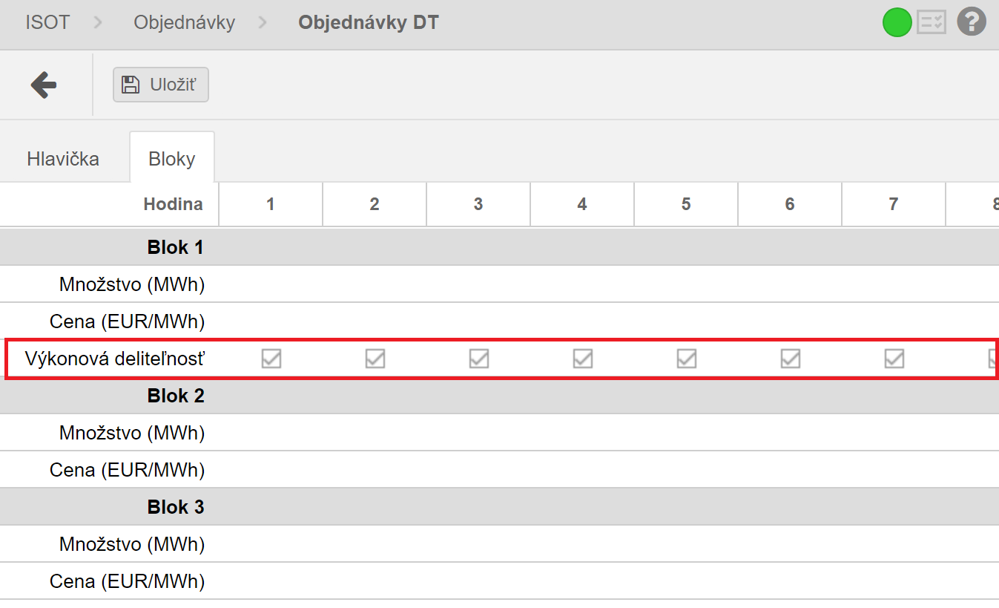 ISOT Objednávky Objednávky DT ?
Uložiť
Hlavička Bloky
Hodina 1 2 3 4 5 6 7 8
Blok 1
Množstvo (MWh)
Cena (EUR/MWh)
Výkonová deliteľnosť
Blok 2
Množstvo (MWh)
Cena (EUR/MWh)
Blok 3
Množstvo (MWh)
Cena (EUR/MWh)